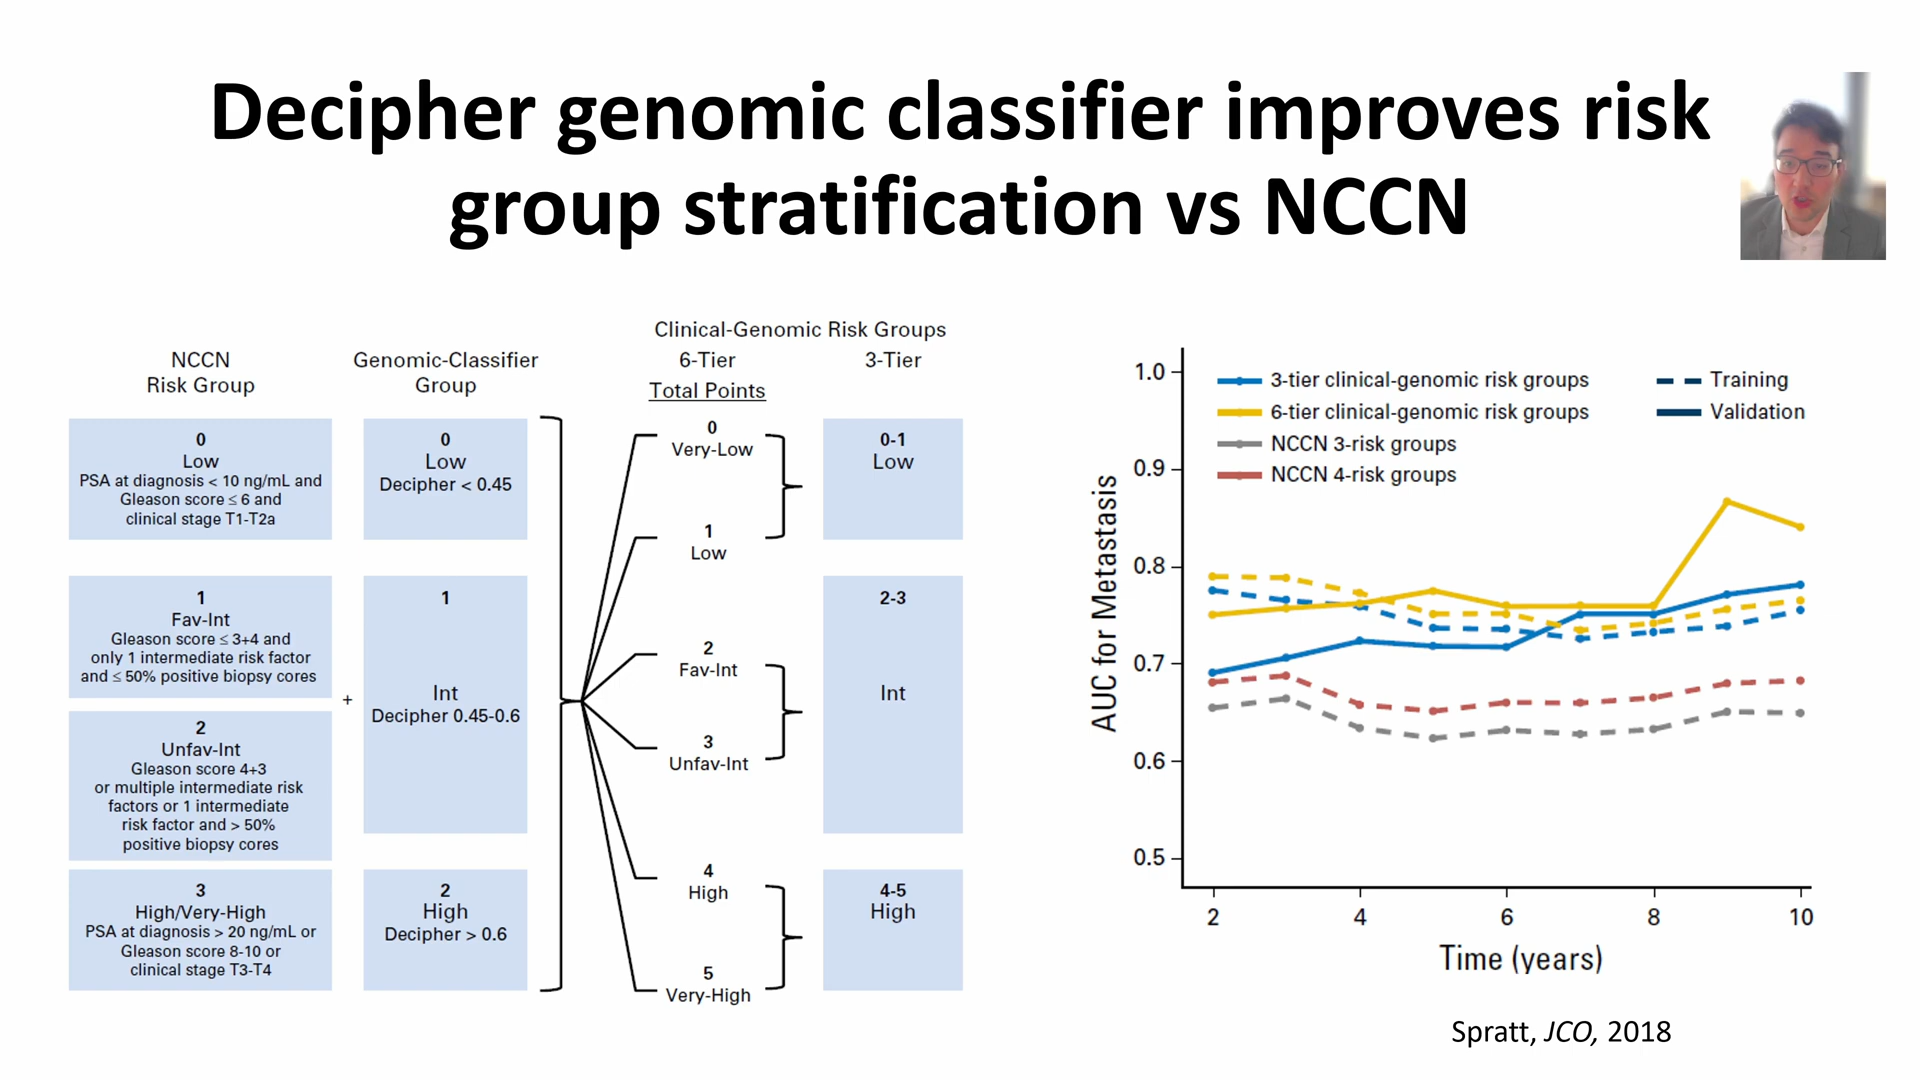 Decipher genomic classifier improves risk
group stratification vs NCCN
Clinical-Genomic Risk Groups
NCCN
Risk Group
Genomic-Classifier
Group
6-Tier
Total Points
3-Tier
0
Low
PSA at diagnosis < 10 ng/mL and
Gleason score ≤ 6 and
clinical stage T1-T2a
1
Fav-Int
Gleason score ≤ 3+4 and
only 1 intermediate risk factor
and ≤ 50% positive biopsy cores
2
Unfav-Int
Gleason score 4+3
or multiple intermediate risk
factors or 1 intermediate
risk factor and > 50%
positive biopsy cores
3
High/Very-High
PSA at diagnosis > 20 ng/mL or
Gleason score 8-10 or
clinical stage T3-T4
+
0
Low
Decipher < 0.45
1
Int
Decipher 0.45-0.6
2
High
Decipher > 0.6
0
Very-Low
1
Low
2
Fav-Int
3
Unfav-Int
4
High
5
Very-High
0-1
Low
2-3
Int
4-5
High
3-tier clinical-genomic risk groups
6-tier clinical-genomic risk groups
NCCN 3-risk groups
NCCN 4-risk groups
Training
Validation
AUC for Metastasis
1.0
0.9
0.8
0.7
0.6
0.5
2 4 6 8 10
Time (years)
Spratt, JCO, 2018